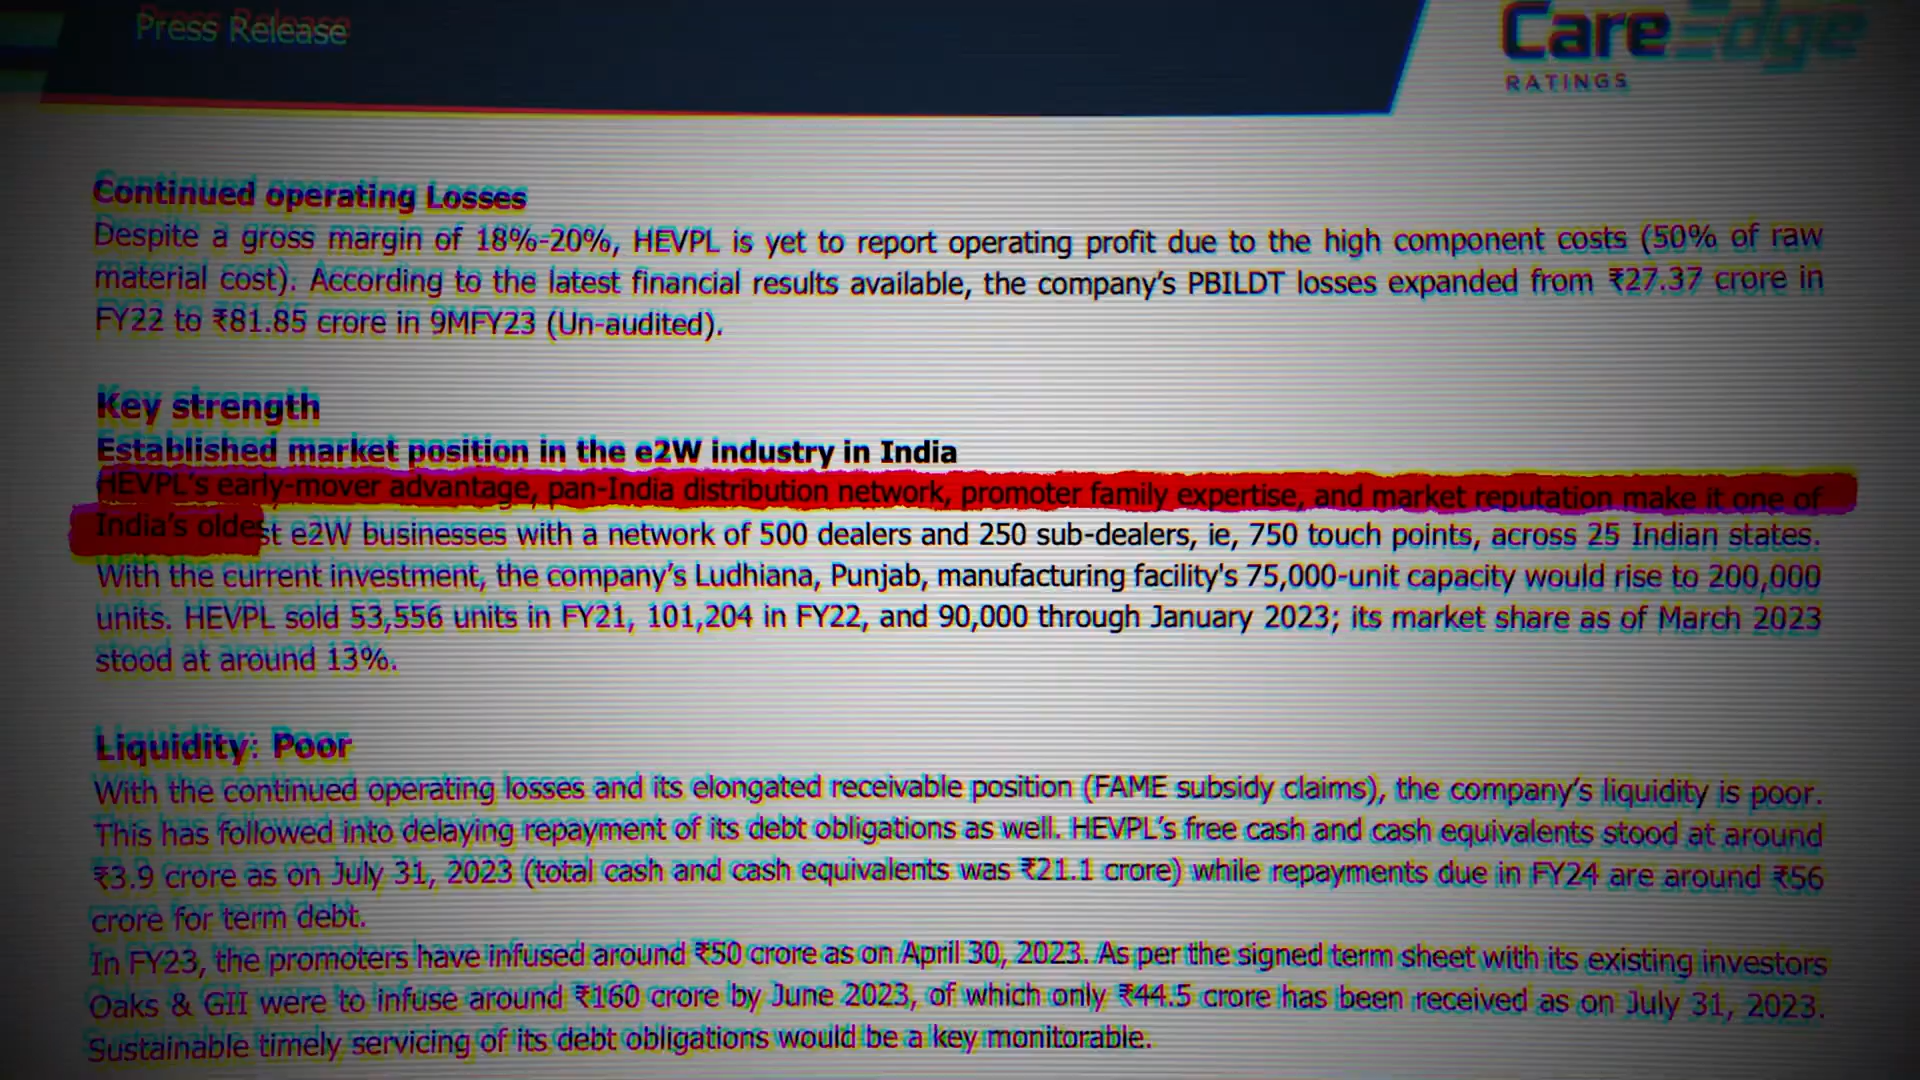 Press Release
CareEdge
RATINGS
Continued operating Losses
Despite a gross margin of 18%-20%, HEVPL is yet to report operating profit due to the high component costs (50% of raw
material cost). According to the latest financial results available, the company's PBILDT losses expanded from ₹27.37 crore in
FY22 to ₹81.85 crore in 9MFY23 (Un-audited).
Key strength
Established market position in the e2W industry in India
HEVPL's early-mover advantage, pan-India distribution network, promoter family expertise, and market reputation make it one of
India's oldest e2W businesses with a network of 500 dealers and 250 sub-dealers, ie, 750 touch points, across 25 Indian states.
With the current investment, the company's Ludhiana, Punjab, manufacturing facility's 75,000-unit capacity would rise to 200,000
units. HEVPL sold 53,556 units in FY21, 101,204 in FY22, and 90,000 through January 2023; its market share as of March 2023
stood at around 13%.
Liquidity: Poor
With the continued operating losses and its elongated receivable position (FAME subsidy claims), the company's liquidity is poor.
This has followed into delaying repayment of its debt obligations as well. HEVPL's free cash and cash equivalents stood at around
₹3.9 crore as on July 31, 2023 (total cash and cash equivalents was ₹21.1 crore) while repayments due in FY24 are around ₹56
crore for term debt.
In FY23, the promoters have infused around ₹50 crore as on April 30, 2023. As per the signed term sheet with its existing investors
Oaks & GII were to infuse around ₹160 crore by June 2023, of which only ₹44.5 crore has been received as on July 31, 2023.
Sustainable timely servicing of its debt obligations would be a key monitorable.